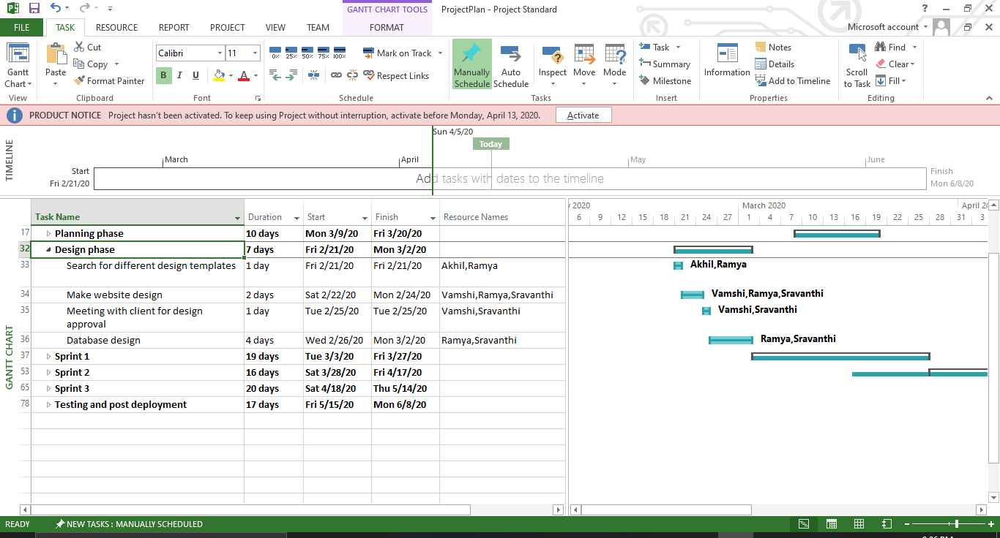 GANTT CHART TOOLS ProjectPlan - Project Standard
FILE TASK RESOURCE REPORT PROJECT VIEW TEAM FORMAT Microsoft account
Gantt Chart
View
Paste
Cut
Copy
Format Painter
Clipboard
Calibri 11
B I U A
Font
0% 25% 50% 75% 100%
Mark on Track
Respect Links
Schedule
Manually Schedule
Auto Schedule
Inspect Move Mode
Tasks
Task
Summary
Milestone
Insert
Information
Notes
Details
Add to Timeline
Properties
Scroll to Task
Find
Clear
Fill
Editing
PRODUCT NOTICE Project hasn't been activated. To keep using Project without interruption, activate before Monday, April 13, 2020. Activate
TIMELINE
Sun 4/5/20
Today
March April May June
Start
Fri 2/21/20
Add tasks with dates to the timeline
Finish
Mon 6/8/20
GANTT CHART
Task Name Duration Start Finish Resource Names
17 Planning phase 10 days Mon 3/9/20 Fri 3/20/20
32 Design phase 7 days Fri 2/21/20 Mon 3/2/20
33 Search for different design templates 1 day Fri 2/21/20 Fri 2/21/20 Akhil,Ramya
34 Make website design 2 days Sat 2/22/20 Mon 2/24/20 Vamshi,Ramya,Sravanthi
35 Meeting with client for design approval 1 day Tue 2/25/20 Tue 2/25/20 Vamshi,Sravanthi
36 Database design 4 days Wed 2/26/20 Mon 3/2/20 Ramya,Sravanthi
37 Sprint 1 19 days Tue 3/3/20 Fri 3/27/20
53 Sprint 2 16 days Sat 3/28/20 Fri 4/17/20
65 Sprint 3 20 days Sat 4/18/20 Thu 5/14/20
78 Testing and post deployment 17 days Fri 5/15/20 Mon 6/8/20
2020 March 2020 April
6 9 12 15 18 21 24 27 1 4 7 10 13 16 19 22 25 28 31 3
Akhil,Ramya
Vamshi,Ramya,Sravanthi
Vamshi,Sravanthi
Ramya,Sravanthi
READY NEW TASKS : MANUALLY SCHEDULED